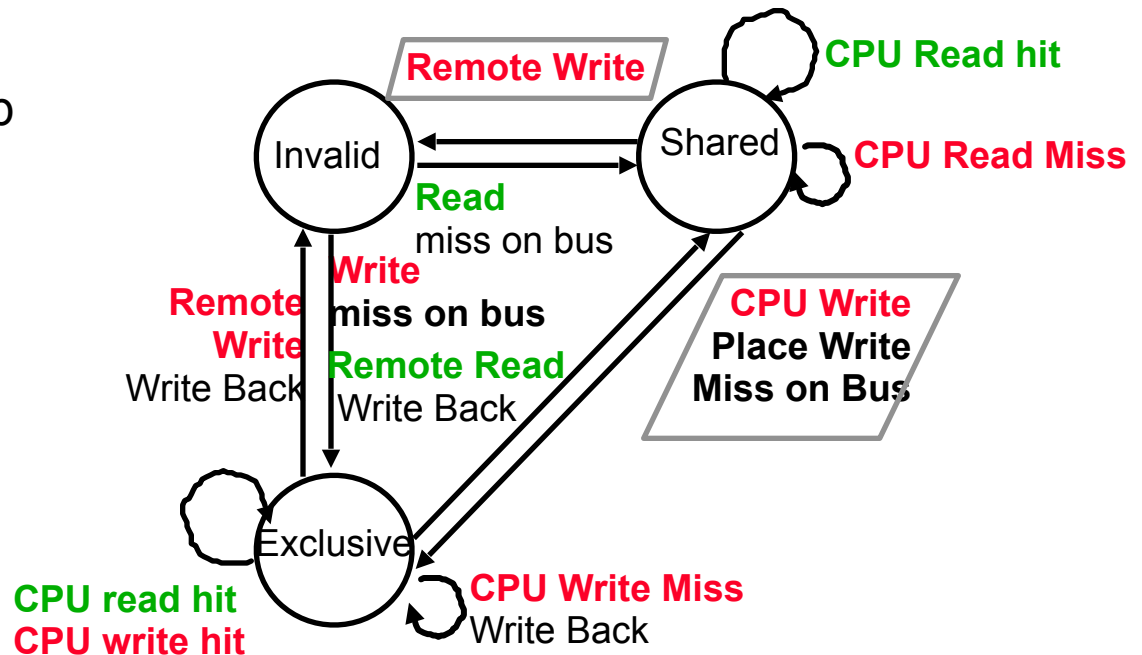 Remote Write
CPU Read hit
Invalid
Shared
CPU Read Miss
Read
miss on bus
Write
miss on bus
Remote
Write
Write Back
Remote Read
Write Back
CPU Write
Place Write
Miss on Bus
Exclusive
CPU read hit
CPU write hit
CPU Write Miss
Write Back